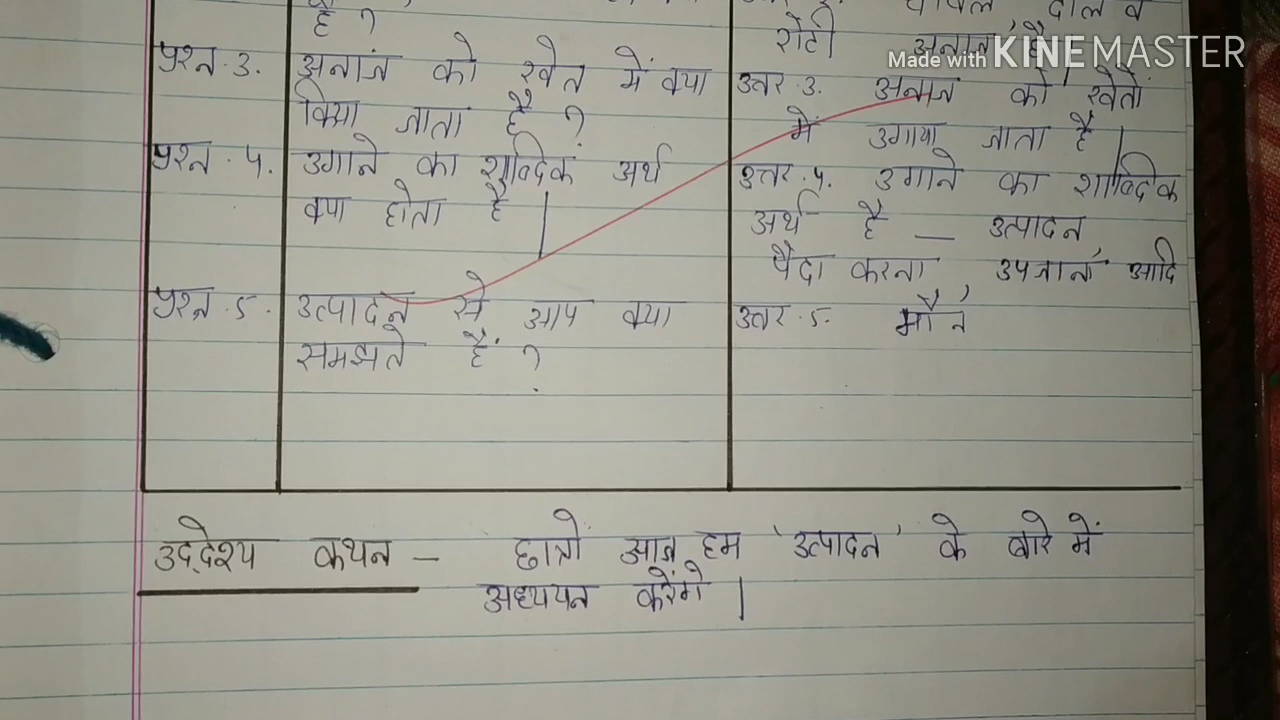 है ?
चावल दाल व
रोटी अनाज है।
Made with KINEMASTER
प्रश्न.3. अनाज को खेत में क्या
किया जाता है ?
उत्तर.3. अनाज को खेतों
में उगाया जाता है।
प्रश्न.4. उगाने का शाब्दिक अर्थ
क्या होता है।
उत्तर.4. उगाने का शाब्दिक
अर्थ है — उत्पादन
पैदा करना, उपजाना आदि
प्रश्न.5. उत्पादन से आप क्या
समझते हैं ?
उत्तर.5. मौन
उद्देश्य कथन – छात्रों आज हम 'उत्पादन' के बारे में
अध्ययन करेंगे।